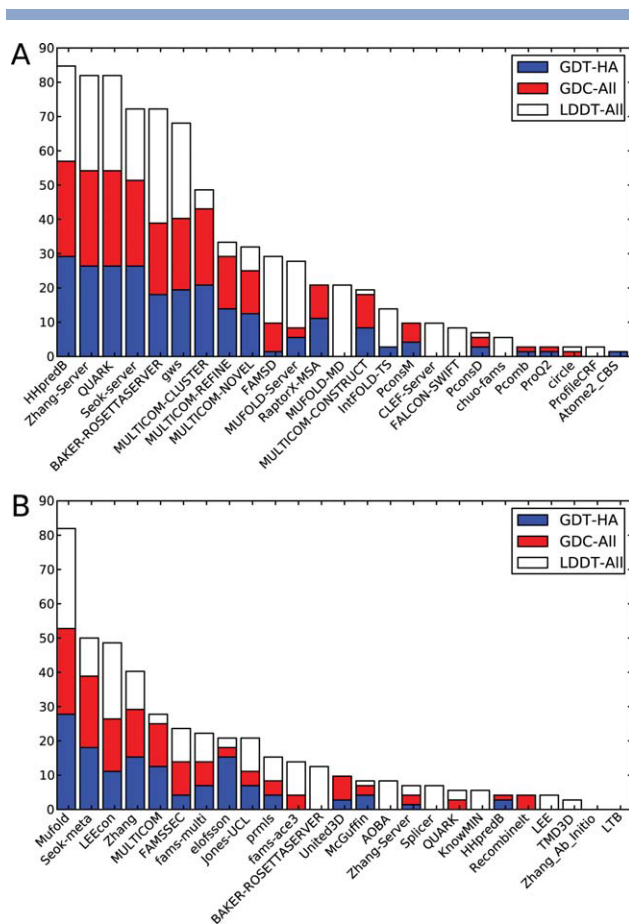 A
90
80
70
60
50
40
30
20
10
0
GDT-HA
GDC-All
LDDT-All
HHpredB
Zhang-Server
QUARK
Seok-server
BAKER-ROSETTASERVER
gws
MULTICOM-CLUSTER
MULTICOM-REFINE
MULTICOM-NOVEL
FAMSD
MUFOLD-Server
RaptorX-MSA
MUFOLD-MD
MULTICOM-CONSTRUCT
IntFOLD-TS
PconsM
CLEF-Server
FALCON-SWIFT
PconsD
chuo-fams
Pcomb
ProQ2
circle
ProfileCRF
Atome2_CBS
B
90
80
70
60
50
40
30
20
10
0
GDT-HA
GDC-All
LDDT-All
Mufold
Seok-meta
LEEcon
Zhang
MULTICOM
FAMSSEC
fams-multi
elofsson
Jones-UCL
prmls
fams-ace3
BAKER-ROSETTASERVER
United3D
McGuffin
AOBA
Zhang-Server
Splicer
QUARK
KnowMIN
HHpredB
RecombineIt
LEE
TMD3D
Zhang_Ab_Initio
LTB